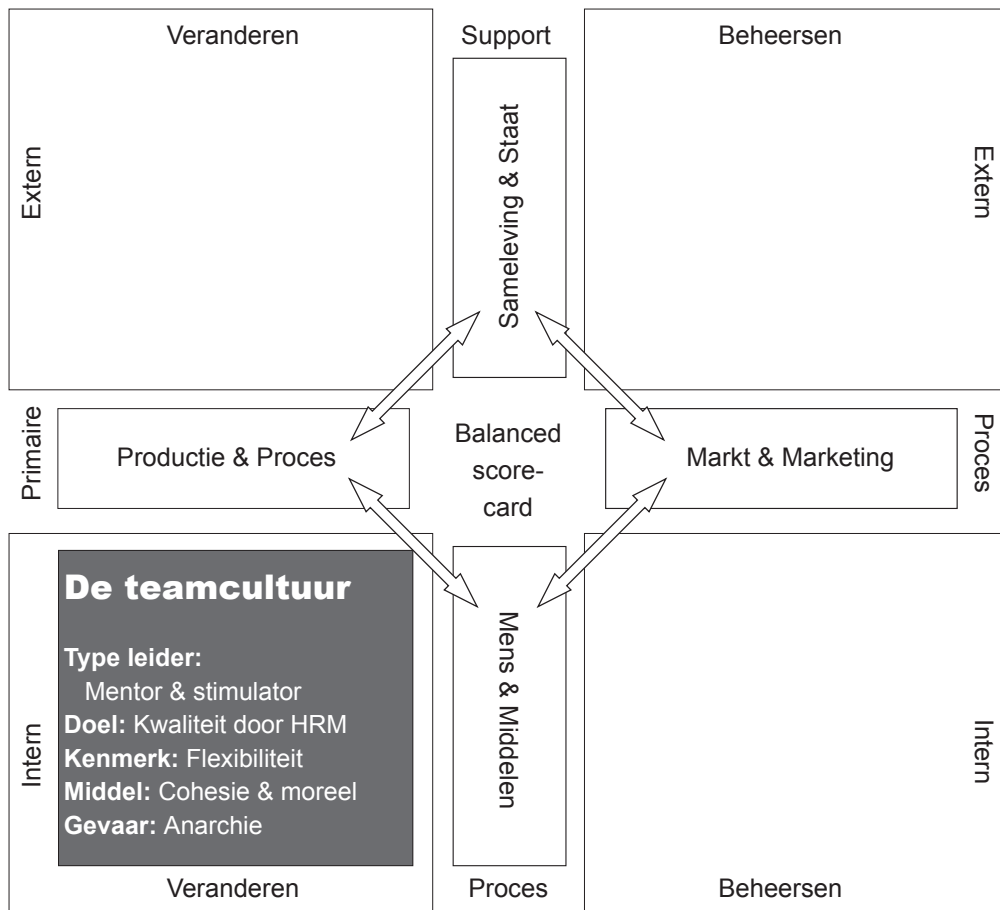 Veranderen
Support
Beheersen
Extern
Sameleving & Staat
Extern
Primaire
Productie & Proces
Balanced
score-
card
Markt & Marketing
Proces
Intern
De teamcultuur
Type leider:
Mentor & stimulator
Doel: Kwaliteit door HRM
Kenmerk: Flexibiliteit
Middel: Cohesie & moreel
Gevaar: Anarchie
Mens & Middelen
Intern
Veranderen
Proces
Beheersen